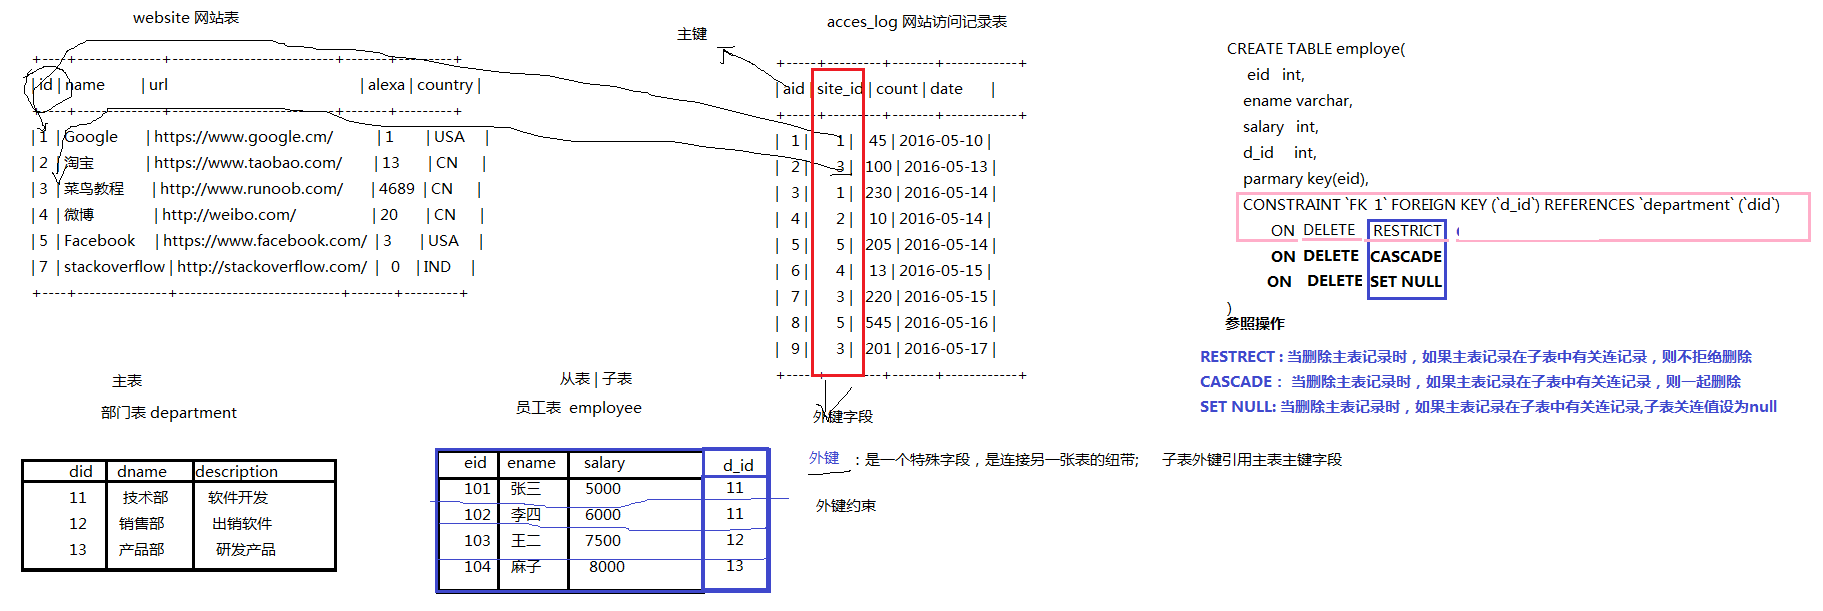 website 网站表
+----+---------------+-----------------------+-------+---------+
|id | name | url | alexa | country |
+----+---------------+-----------------------+-------+---------+
| 1 | Google | https://www.google.cm/ | 1 | USA |
| 2 | 淘宝 | https://www.taobao.com/ | 13 | CN |
| 3 | 菜鸟教程 | http://www.runoob.com/ | 4689 | CN |
| 4 | 微博 | http://weibo.com/ | 20 | CN |
| 5 | Facebook | https://www.facebook.com/ | 3 | USA |
| 7 | stackoverflow | http://stackoverflow.com/ | 0 | IND |
+----+---------------+-----------------------+-------+---------+
主键
acces_log 网站访问记录表
+-----+---------+-------+------------+
| aid | site_id | count | date |
+-----+---------+-------+------------+
| 1 | 1 | 45 | 2016-05-10 |
| 2 | 3 | 100 | 2016-05-13 |
| 3 | 1 | 230 | 2016-05-14 |
| 4 | 2 | 10 | 2016-05-14 |
| 5 | 5 | 205 | 2016-05-14 |
| 6 | 4 | 13 | 2016-05-15 |
| 7 | 3 | 220 | 2016-05-15 |
| 8 | 5 | 545 | 2016-05-16 |
| 9 | 3 | 201 | 2016-05-17 |
+-----+---------+-------+------------+
外键字段
外键 ：是一个特殊字段，是连接另一张表的纽带; 子表外键引用主表主键字段
外键约束
CREATE TABLE employe(
eid int,
ename varchar,
salary int,
d_id int,
parmary key(eid),
CONSTRAINT `FK 1` FOREIGN KEY (`d_id`) REFERENCES `department` (`did`)
ON DELETE RESTRICT
ON DELETE CASCADE
ON DELETE SET NULL
)
参照操作
RESTRECT : 当删除主表记录时，如果主表记录在子表中有关连记录，则不拒绝删除
CASCADE : 当删除主表记录时，如果主表记录在子表中有关连记录，则一起删除
SET NULL: 当删除主表记录时，如果主表记录在子表中有关连记录,子表关连值设为null
主表
部门表 department
did dname description
11 技术部 软件开发
12 销售部 出销软件
13 产品部 研发产品
从表 | 子表
员工表 employee
eid ename salary d_id
101 张三 5000 11
102 李四 6000 11
103 王二 7500 12
104 麻子 8000 13